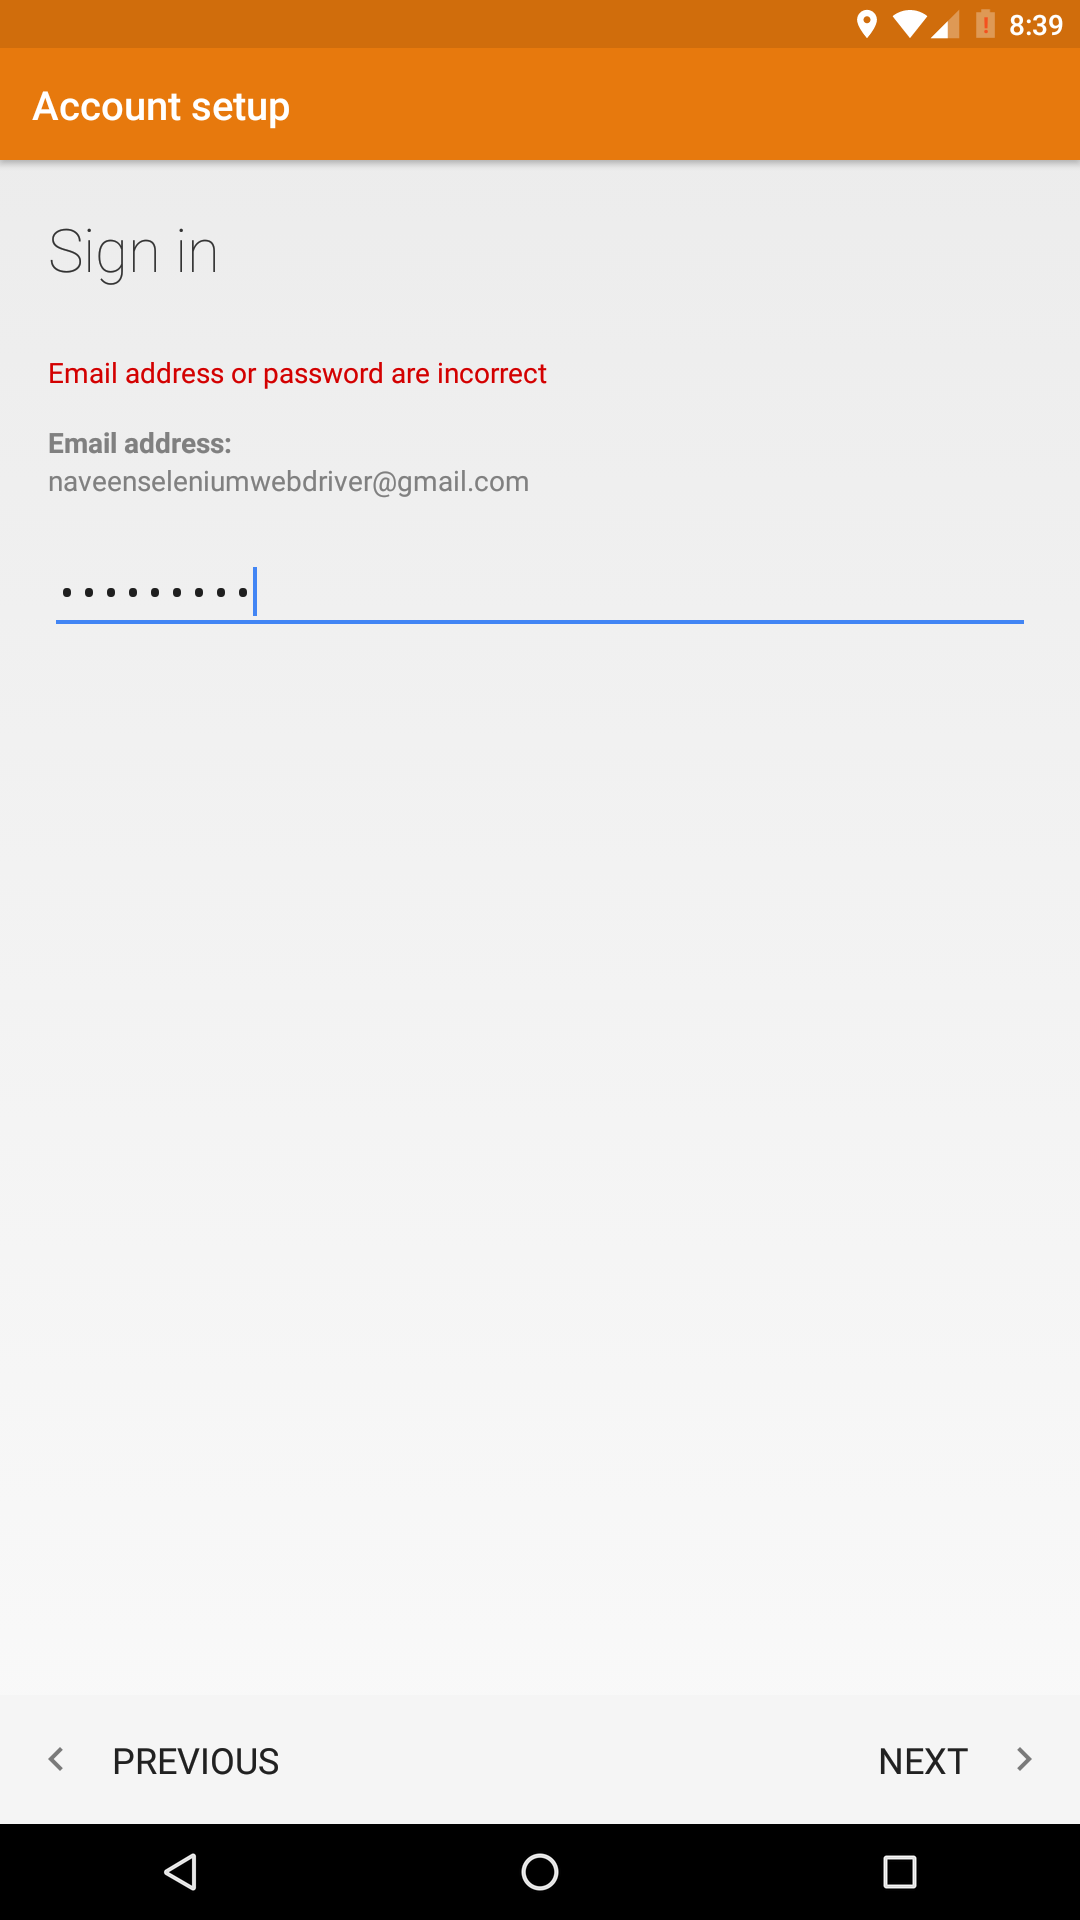 8:39
Account setup
Sign in
Email address or password are incorrect
Email address:
naveenseleniumwebdriver@gmail.com
•••••••••
PREVIOUS
NEXT